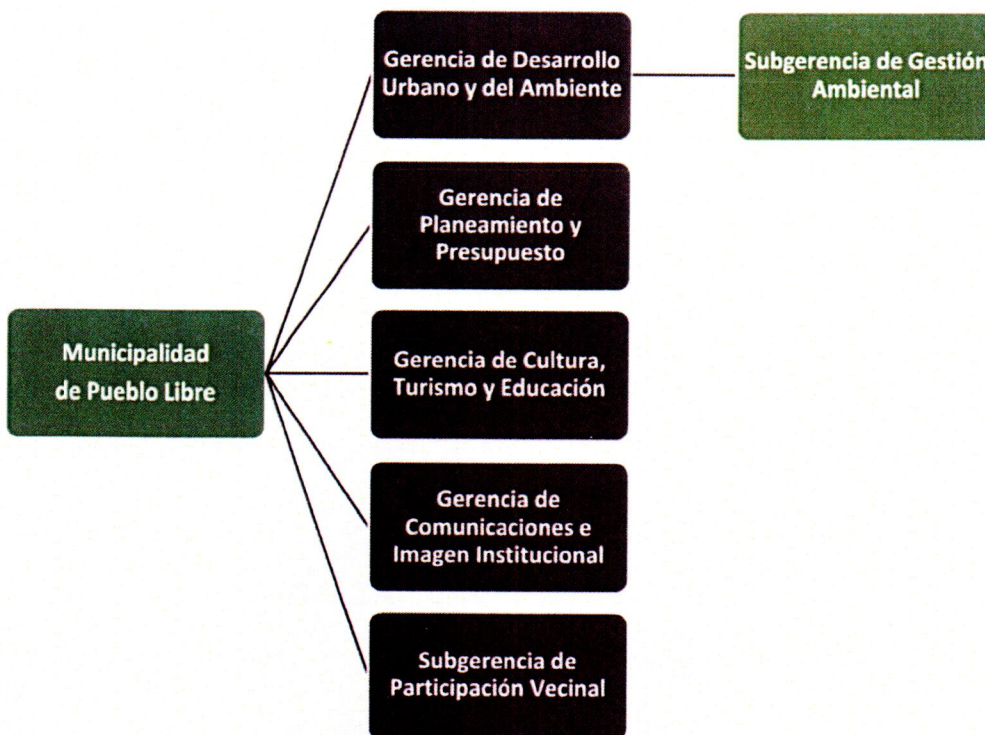 Gerencia de Desarrollo
Urbano y del Ambiente
Subgerencia de Gestión
Ambiental
Gerencia de
Planeamiento y
Presupuesto
Municipalidad
de Pueblo Libre
Gerencia de Cultura,
Turismo y Educación
Gerencia de
Comunicaciones e
Imagen Institucional
Subgerencia de
Participación Vecinal